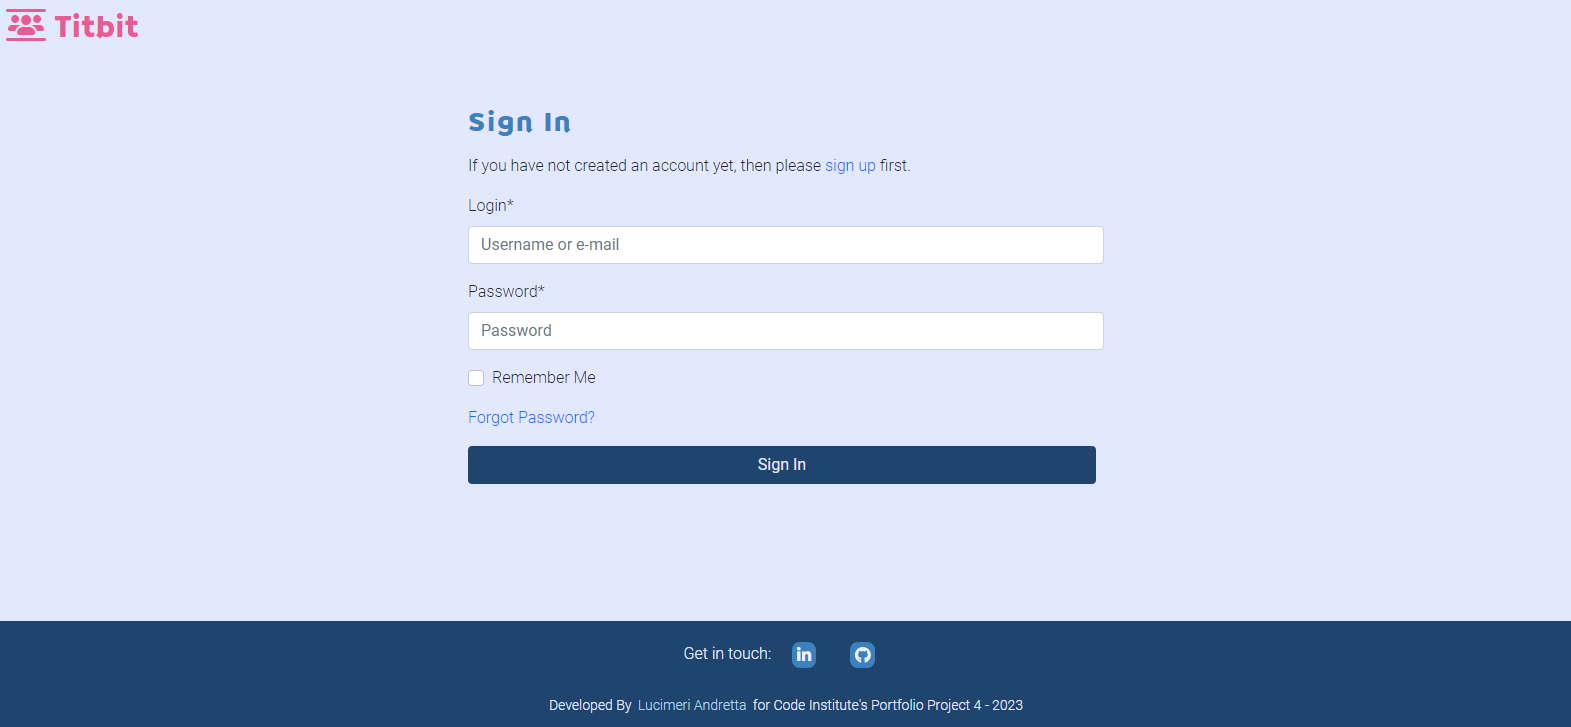 Titbit
Sign In
If you have not created an account yet, then please sign up first.
Login*
Username or e-mail
Password*
Password
Remember Me
Forgot Password?
Sign In
Get in touch: in
Developed By Lucimeri Andretta for Code Institute's Portfolio Project 4 - 2023